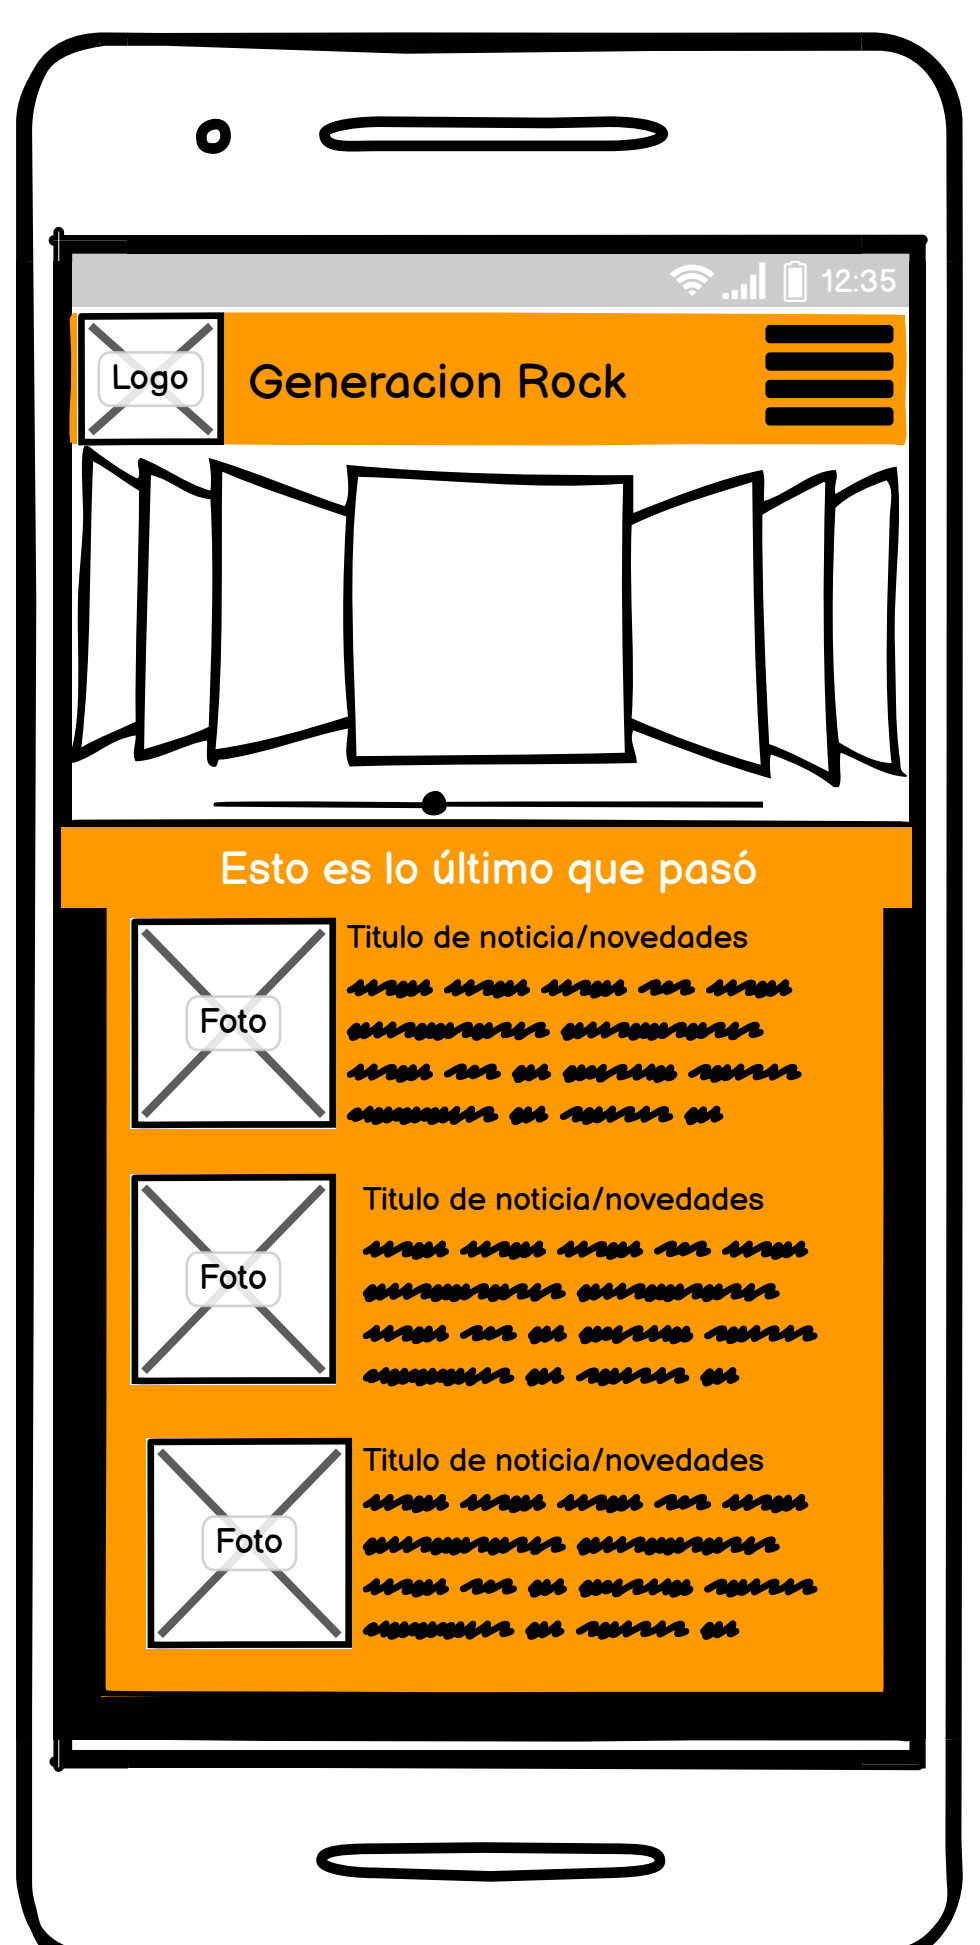 12:35
Logo
Generacion Rock
Esto es lo último que pasó
Titulo de noticia/novedades
Foto
Titulo de noticia/novedades
Foto
Titulo de noticia/novedades
Foto